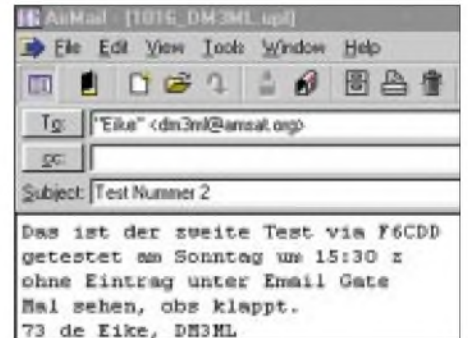 AirMail - [1016_DM3ML.upl]
File Edit View Tools Window Help
To: "Eike" <dm3ml@amsat.org>
cc:
Subject: Test Nummer 2
Das ist der zweite Test via F6CDD
getestet am Sonntag um 15:30 z
ohne Eintrag unter Email Gate
Mal sehen, obs klappt.
73 de Eike, DM3ML